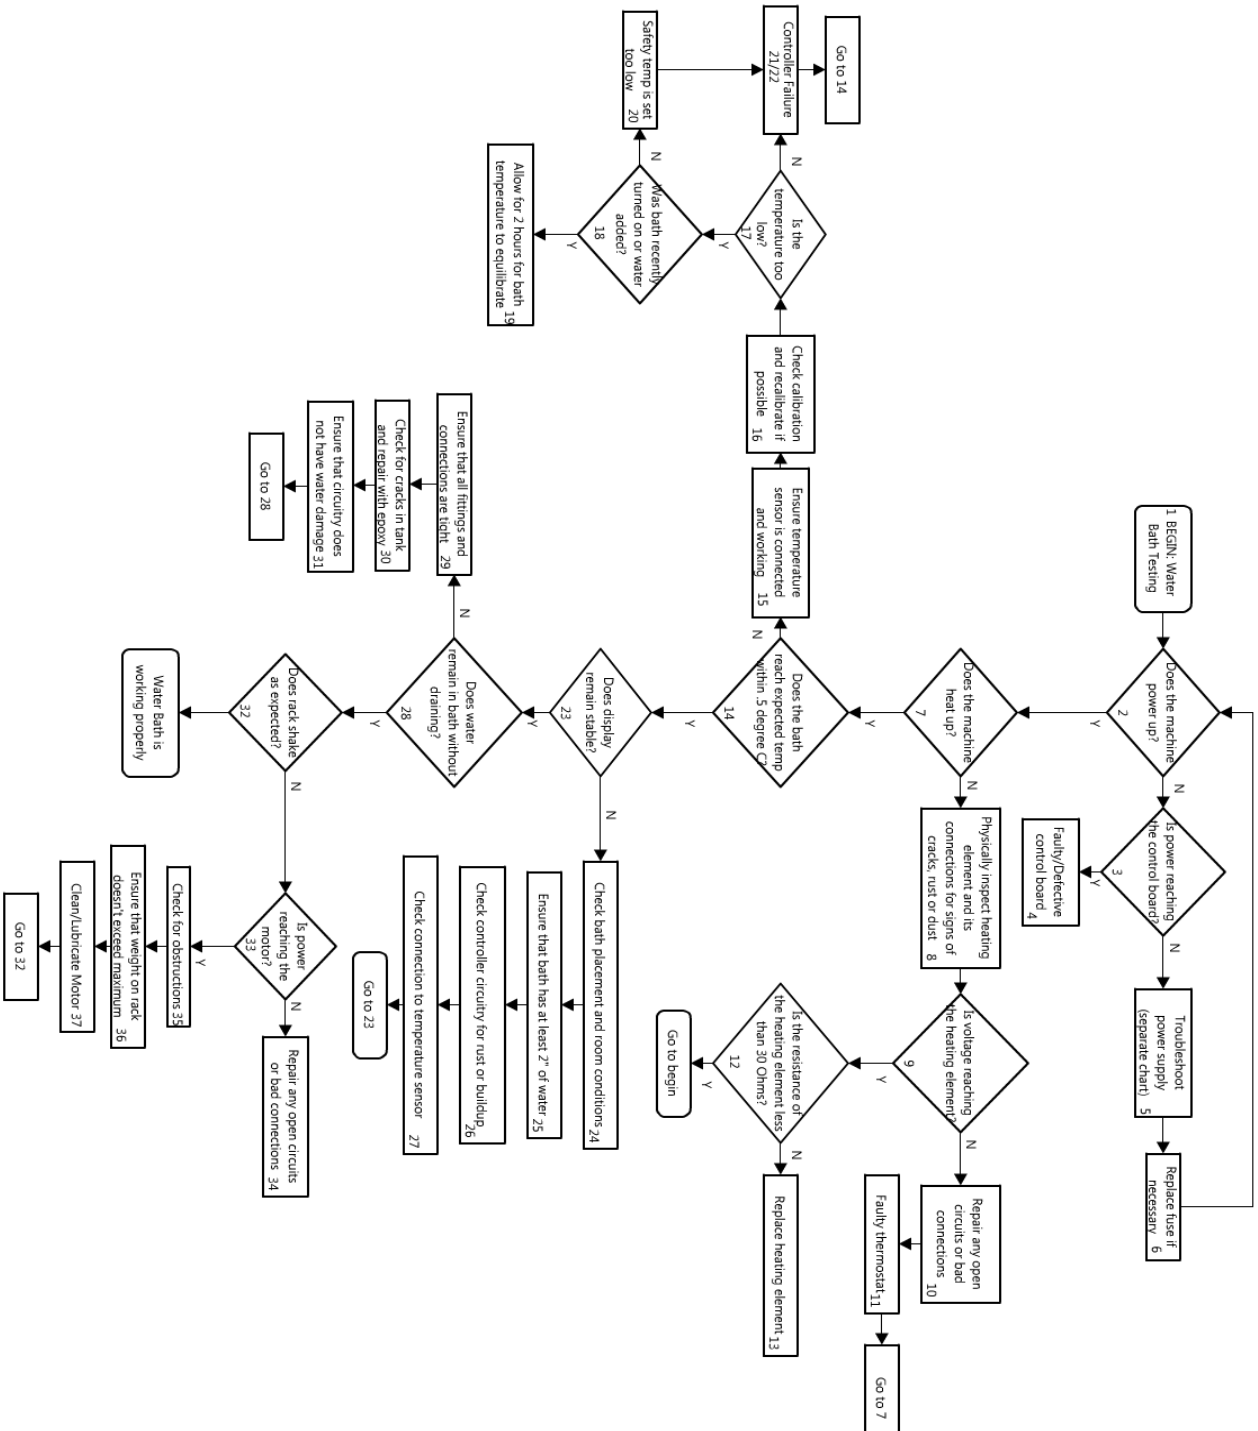 1 BEGIN: Water
Bath Testing
Does the machine
power up?
2
Y
N
Is power reaching
the control board?
3
Y
N
Faulty/Defective
control board
4
Troubleshoot
power supply
(separate chart)
5
Replace fuse if
necessary 6
Does the machine
heat up?
7
Y
N
Physically inspect heating
element and its
connections for signs of
cracks, rust or dust 8
Is voltage reaching
the heating element?
9
Y
N
Repair any open
circuits or bad
connections
10
Faulty thermostat 11
Go to 7
Is the resistance of
the heating element less
than 30 Ohms?
12
Y
N
Go to begin
Replace heating element 13
Does the bath
reach expected temp
within .5 degree C?
14
Y
N
Ensure temperature
sensor is connected
and working 15
Check calibration
and recalibrate if
possible 16
Is the
temperature too
low?
17
N
Y
Controller Failure
21/22
Go to 14
Was bath recently
turned on or water
added?
18
N
Y
Safety temp is set
too low 20
Allow for 2 hours for bath
temperature to equilibrate 19
Does display
remain stable?
23
Y
N
Check bath placement and room conditions 24
Ensure that bath has at least 2" of water 25
Check controller circuitry for rust or buildup
26
Check connection to temperature sensor
27
Go to 23
Does water
remain in bath without
draining?
28
Y
N
Ensure that all fittings and
connections are tight 29
Check for cracks in tank
and repair with epoxy 30
Ensure that circuitry does
not have water damage 31
Go to 28
Does rack shake
as expected?
32
N
Water Bath is
working properly
Is power
reaching the
motor?
33
Y
N
Repair any open circuits
or bad connections 34
Check for obstructions 35
Ensure that weight on rack
doesn't exceed maximum 36
Clean/Lubricate Motor 37
Go to 32